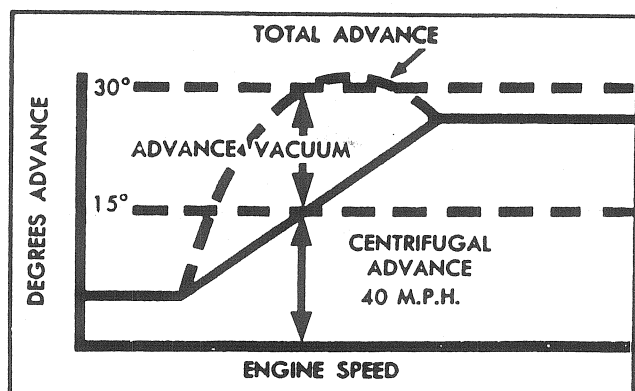 TOTAL ADVANCE
30°
ADVANCE VACUUM
15°
CENTRIFUGAL
ADVANCE
40 M.P.H.
DEGREES ADVANCE
ENGINE SPEED